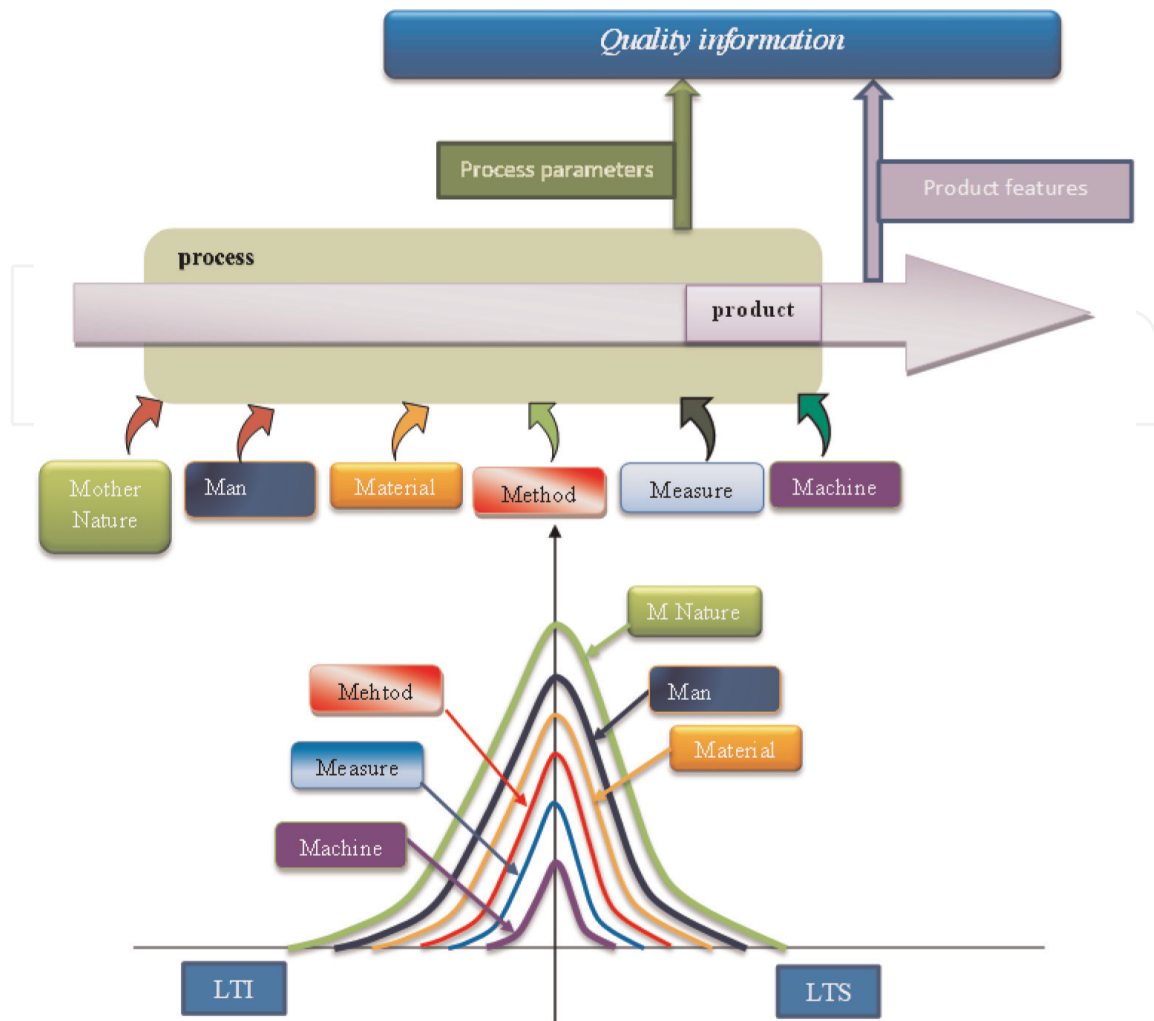 Quality information
Process parameters
Product features
process
product
Mother
Nature
Man
Material
Method
Measure
Machine
M Nature
Mehtod
Man
Material
Measure
Machine
LTI
LTS